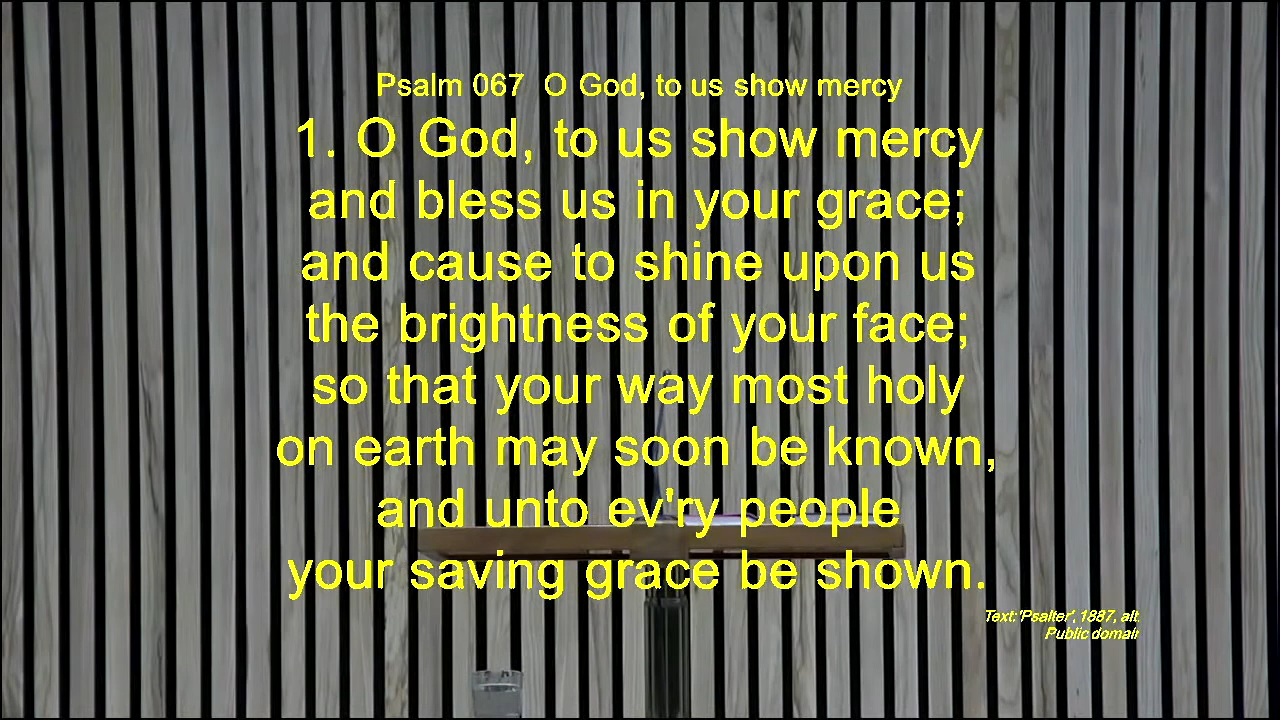 Psalm 067  O God, to us show mercy
1. O God, to us show mercy
and bless us in your grace;
and cause to shine upon us
the brightness of your face;
so that your way most holy
on earth may soon be known,
and unto ev'ry people
your saving grace be shown.
Text: 'Psalter', 1887, alt
Public domain